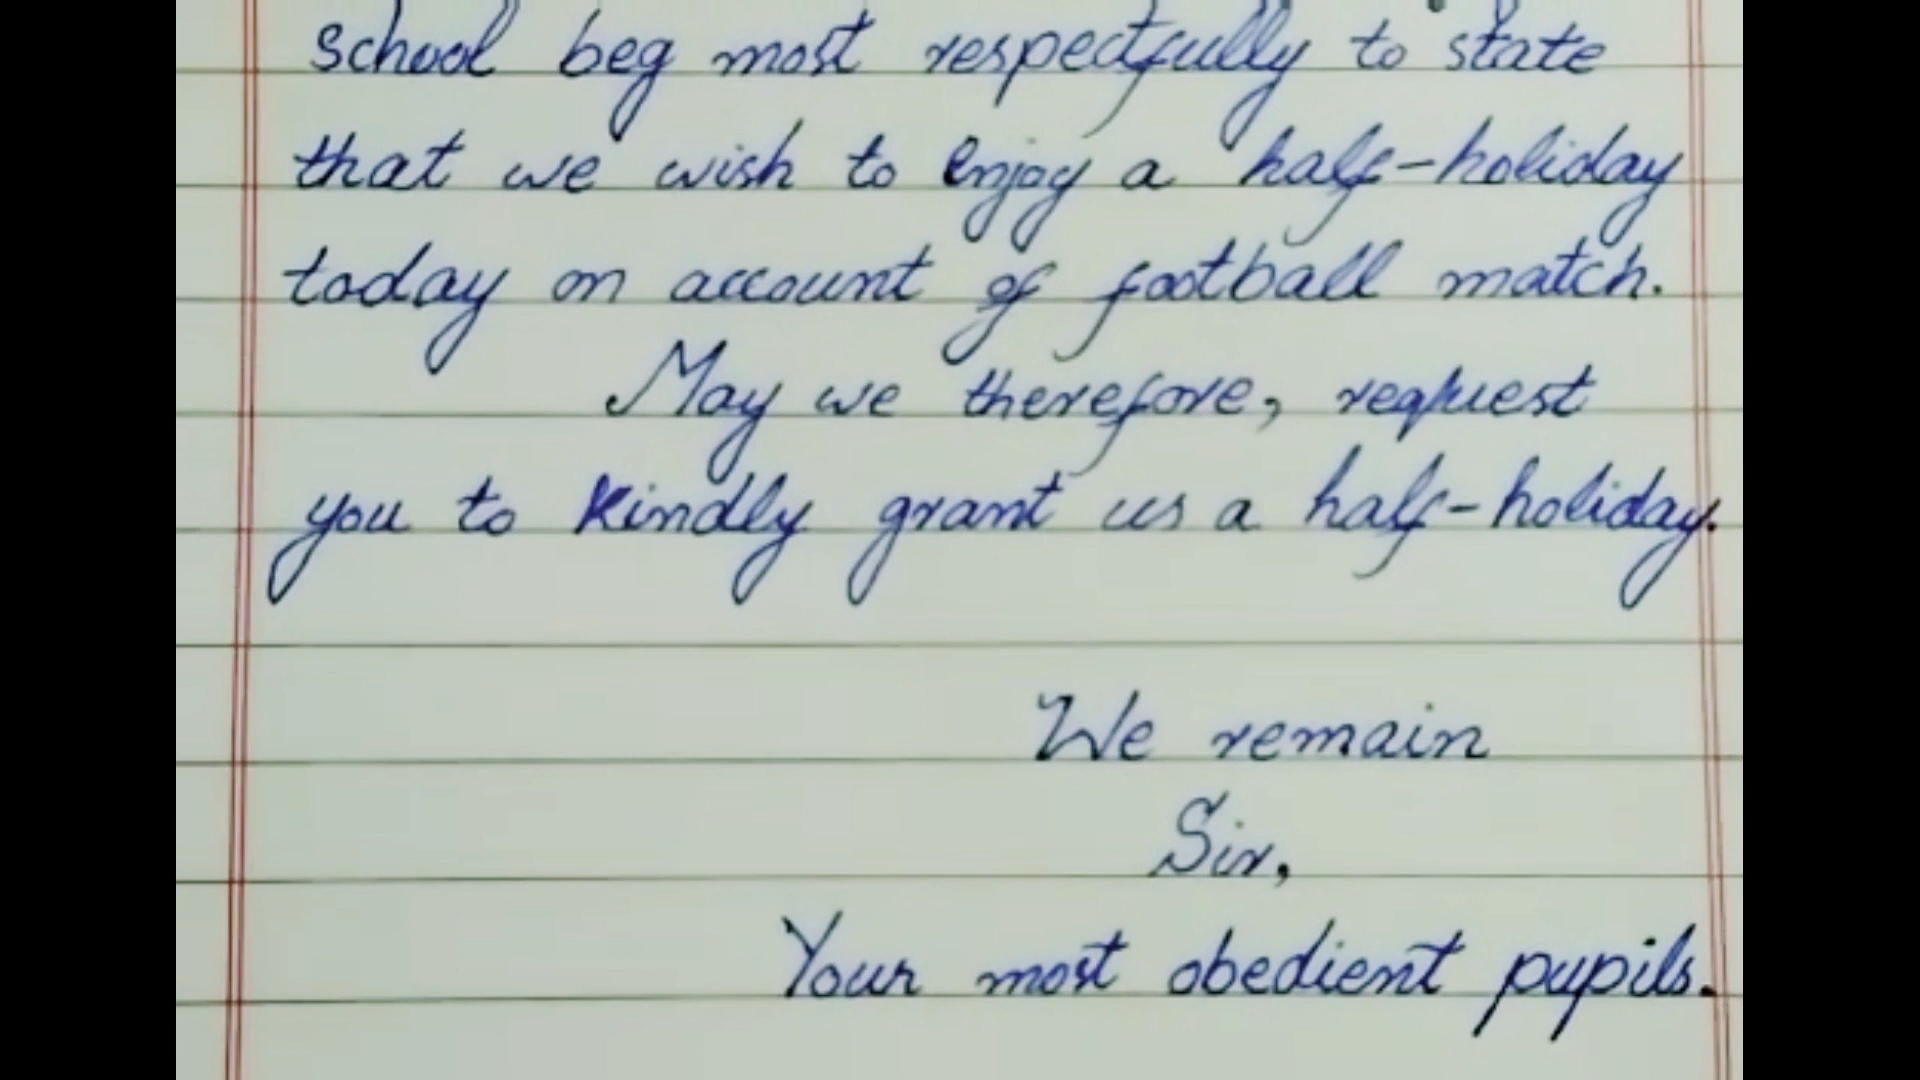 school beg most respectfully to state
that we wish to enjoy a half-holiday
today on account of football match.
May we therefore, request
you to Kindly grant us a half-holiday.
We remain
Sir,
Your most obedient pupils.